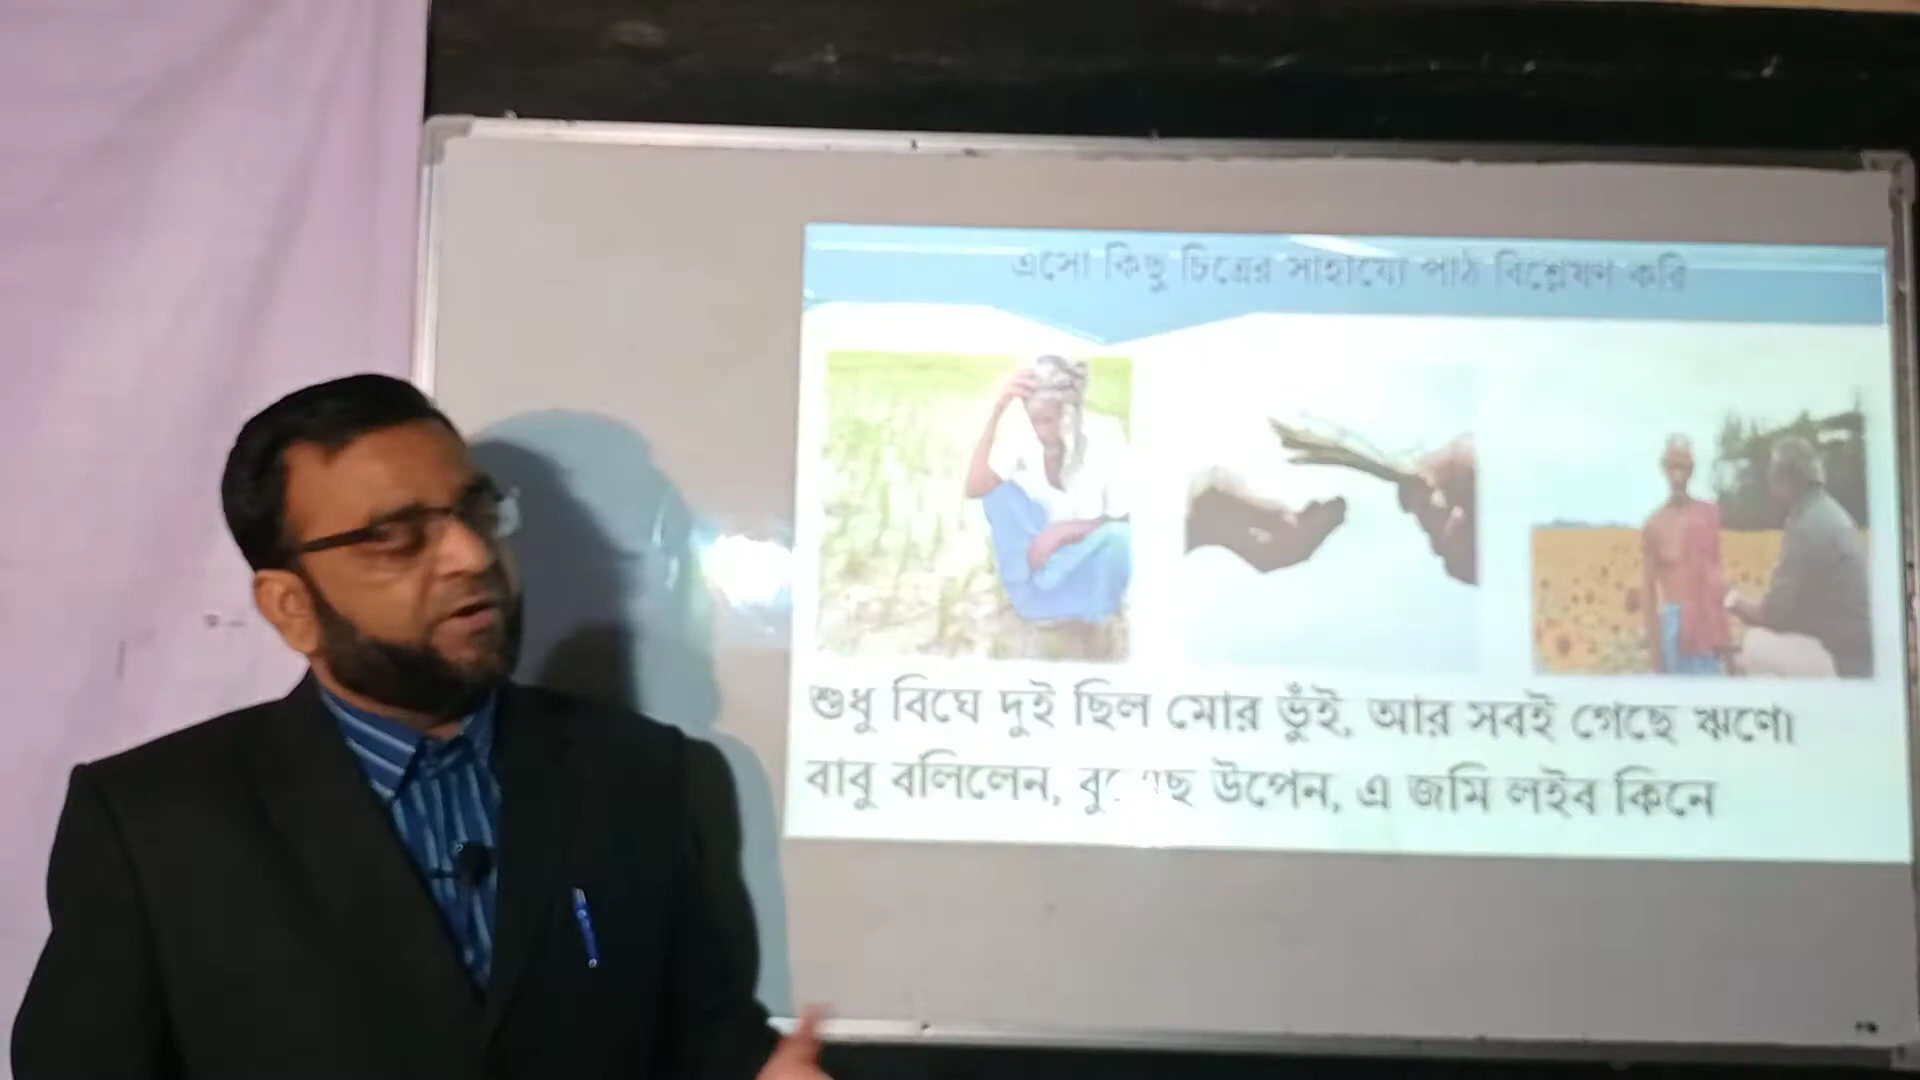 এসো কিছু চিত্রের সাহায্যে পাঠ বিশ্লেষণ করি
শুধু বিঘে দুই ছিল মোর ভুঁই, আর সবই গেছে ঋণে।
বাবু বলিলেন, উপেন, এ জমি লইব কিনে